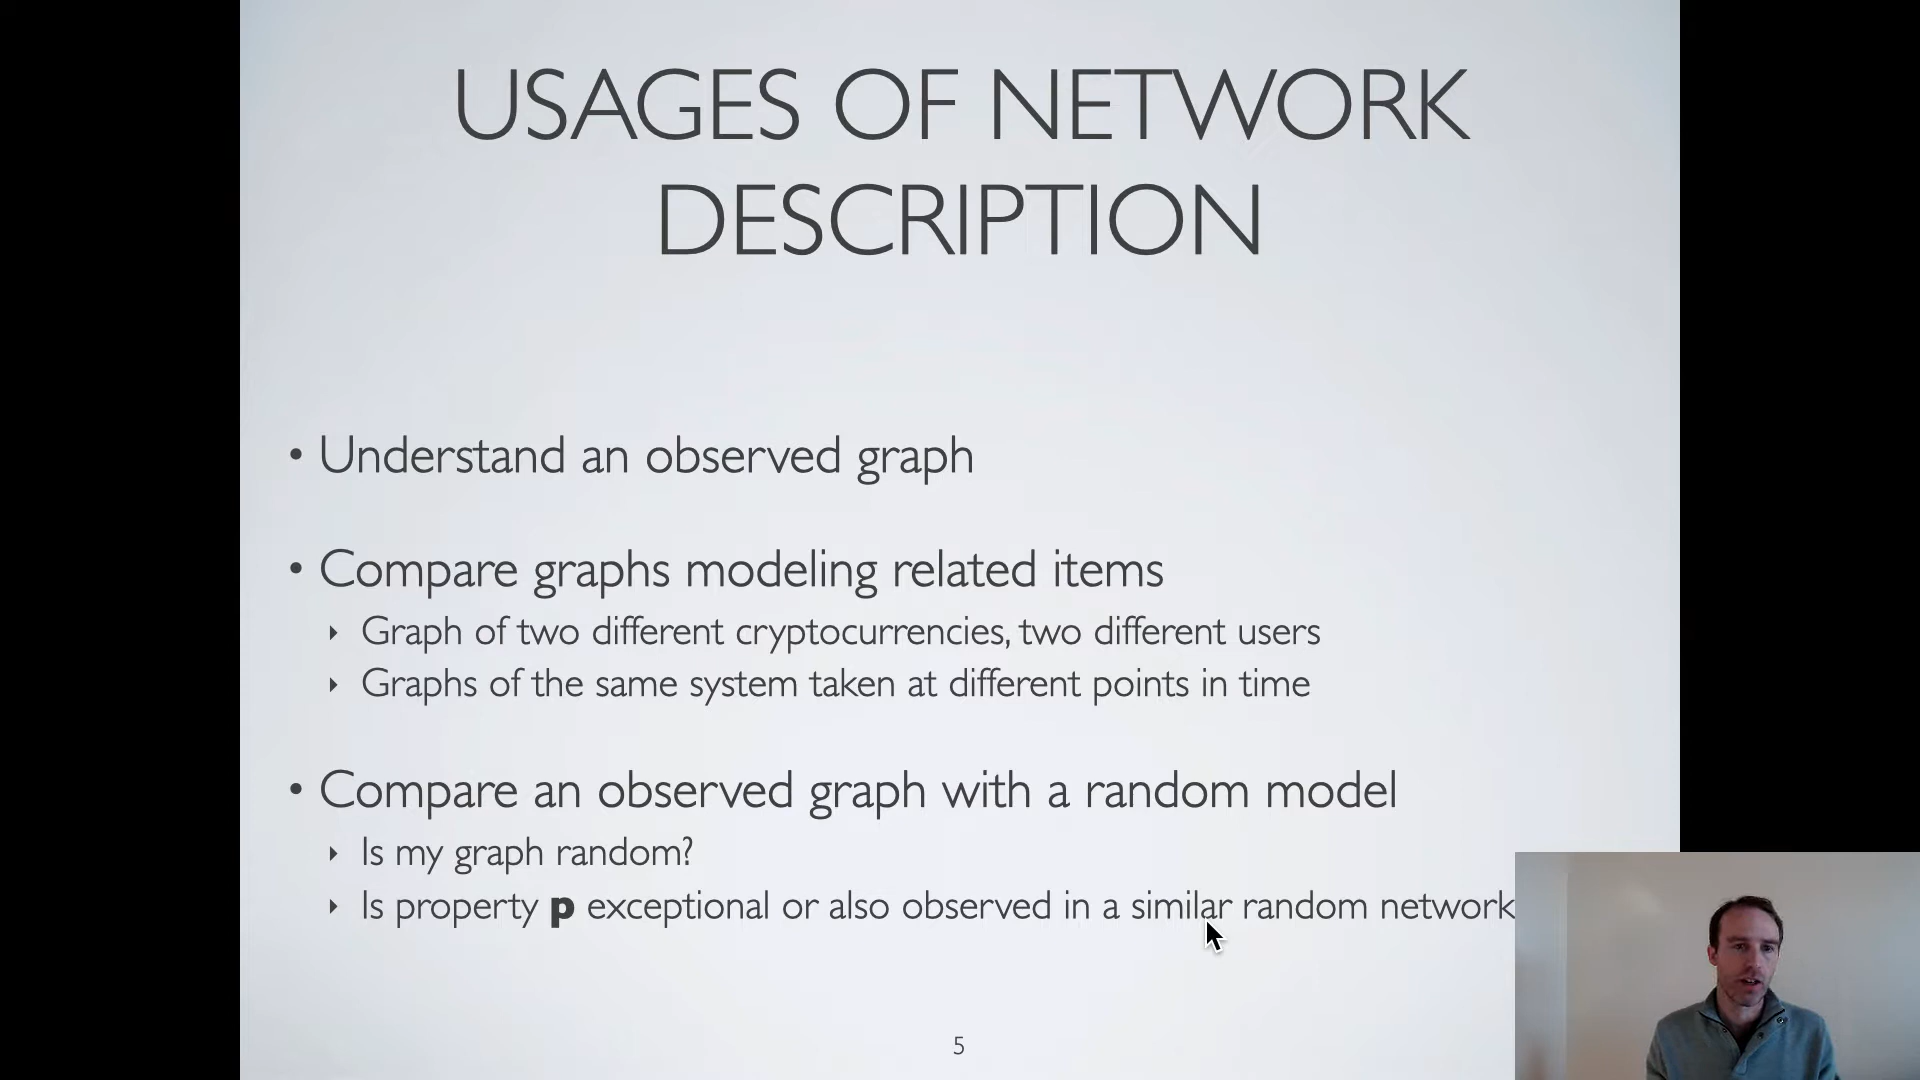 USAGES OF NETWORK
DESCRIPTION
• Understand an observed graph
• Compare graphs modeling related items
‣ Graph of two different cryptocurrencies, two different users
‣ Graphs of the same system taken at different points in time
• Compare an observed graph with a random model
‣ Is my graph random?
‣ Is property p exceptional or also observed in a similar random network
5